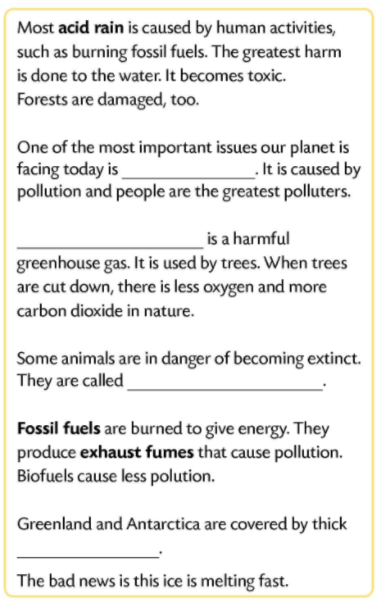 Most acid rain is caused by human activities,
such as burning fossil fuels. The greatest harm
is done to the water. It becomes toxic.
Forests are damaged, too.
One of the most important issues our planet is
facing today is ______________. It is caused by
pollution and people are the greatest polluters.
____________________ is a harmful
greenhouse gas. It is used by trees. When trees
are cut down, there is less oxygen and more
carbon dioxide in nature.
Some animals are in danger of becoming extinct.
They are called _____________________.
Fossil fuels are burned to give energy. They
produce exhaust fumes that cause pollution.
Biofuels cause less polution.
Greenland and Antarctica are covered by thick
_______________.
The bad news is this ice is melting fast.